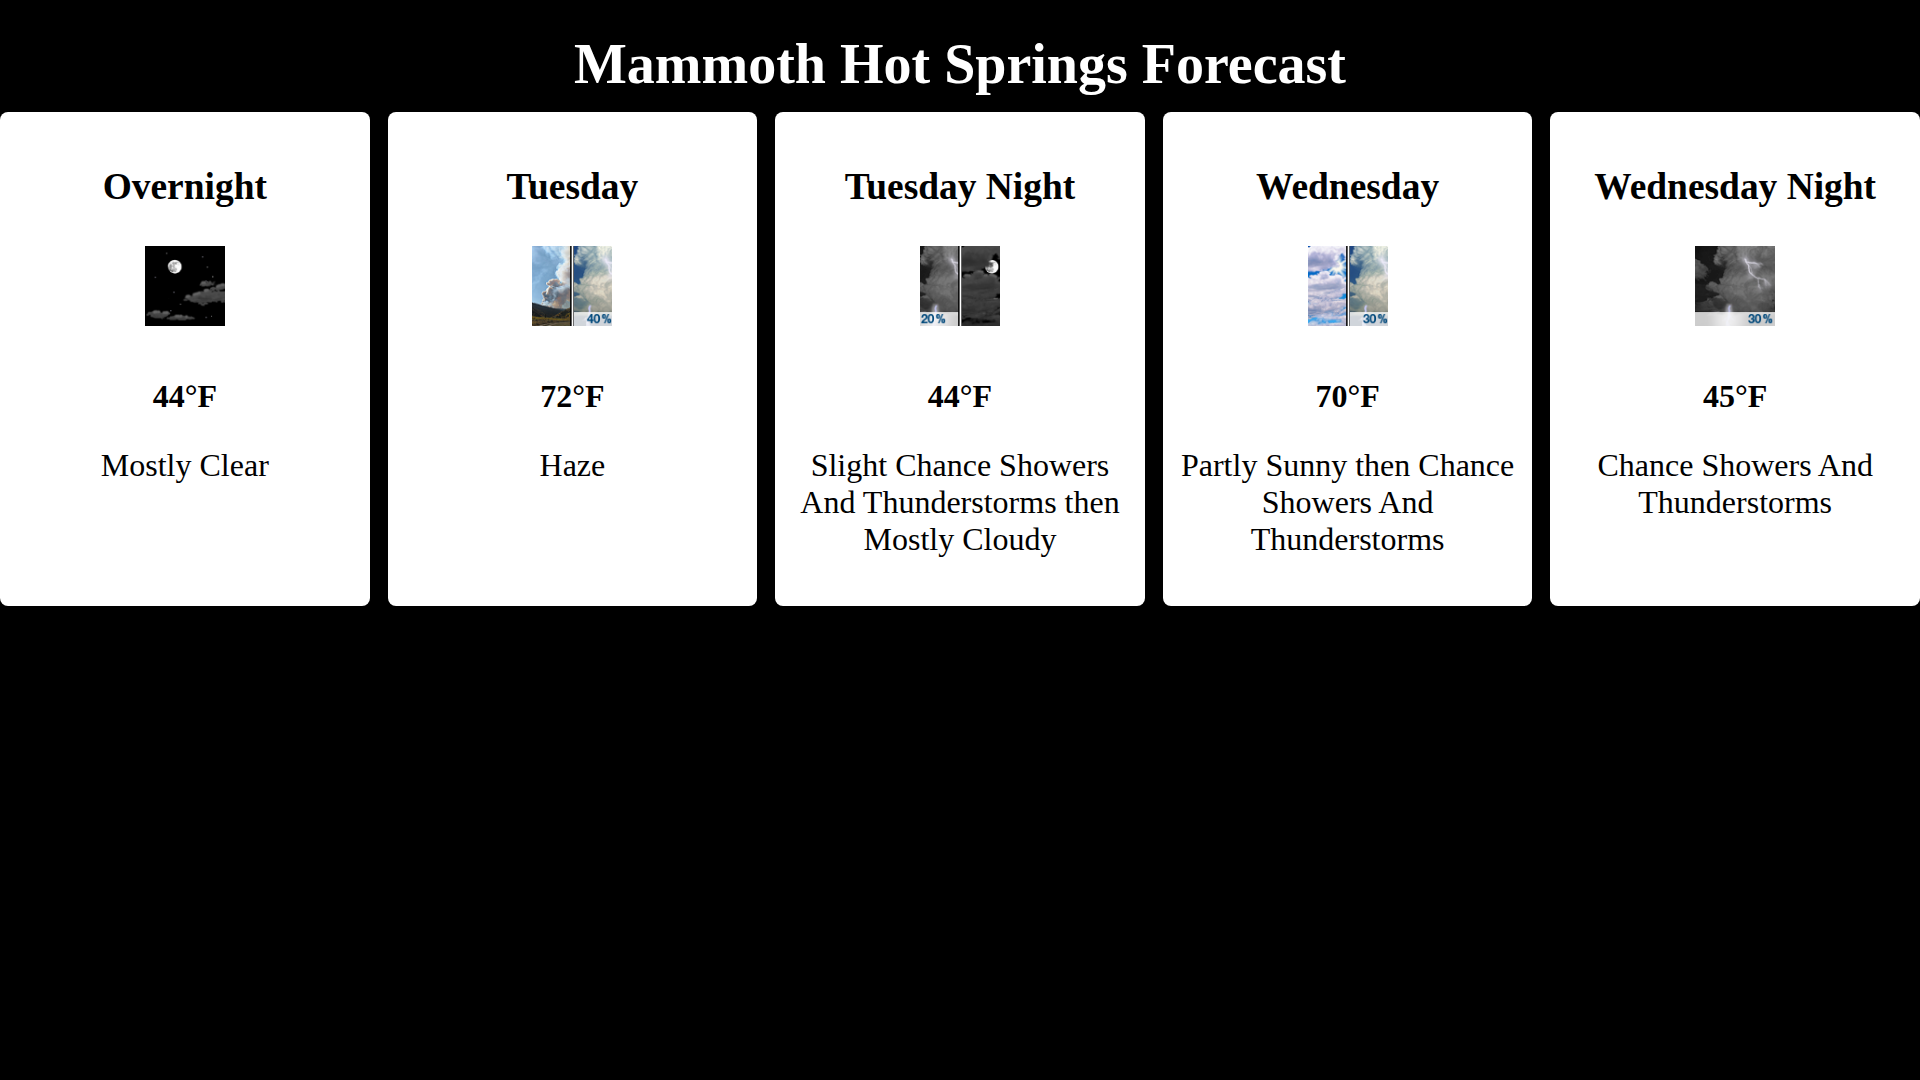 Mammoth Hot Springs Forecast
Overnight
44°F
Mostly Clear
Tuesday
40%
72°F
Haze
Tuesday Night
20%
44°F
Slight Chance Showers
And Thunderstorms then
Mostly Cloudy
Wednesday
30%
70°F
Partly Sunny then Chance
Showers And
Thunderstorms
Wednesday Night
30%
45°F
Chance Showers And
Thunderstorms